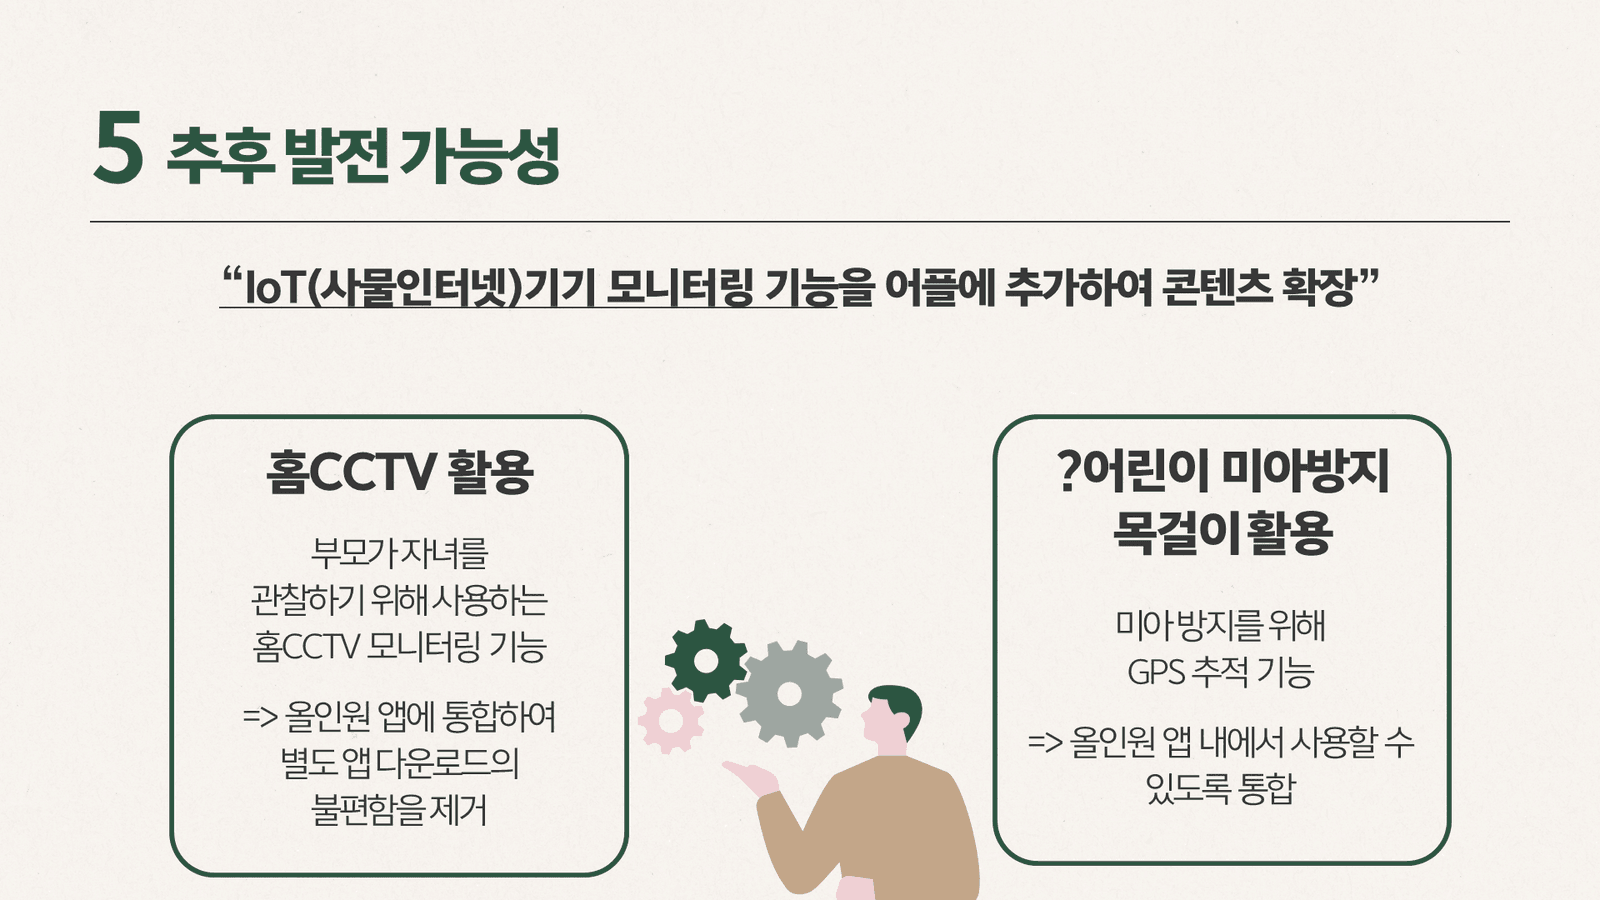 5 추후 발전 가능성
“IoT(사물인터넷)기기 모니터링 기능을 어플에 추가하여 콘텐츠 확장”
홈CCTV 활용
부모가 자녀를
관찰하기 위해 사용하는
홈CCTV 모니터링 기능
=> 올인원 앱에 통합하여
별도 앱 다운로드의
불편함을 제거
?어린이 미아방지
목걸이 활용
미아 방지를 위해
GPS 추적 기능
=> 올인원 앱 내에서 사용할 수
있도록 통합